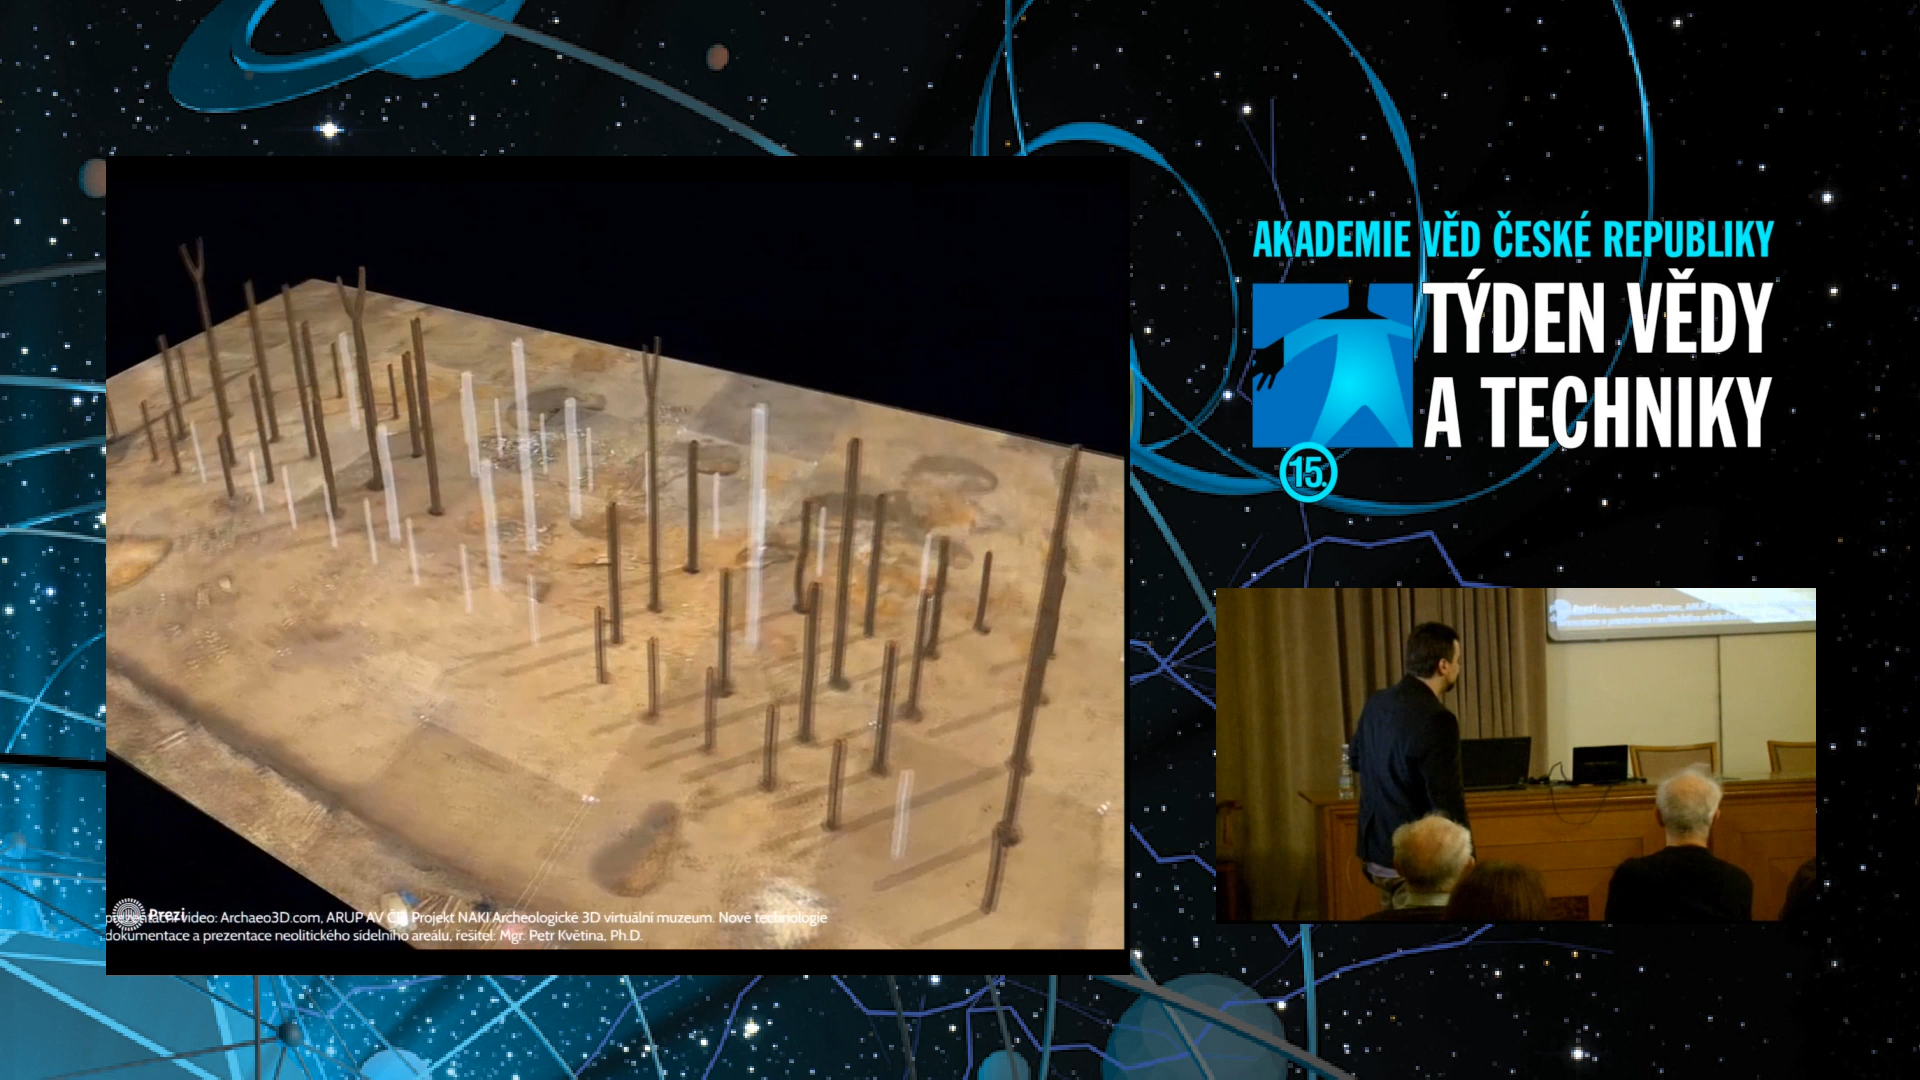 AKADEMIE VĚD ČESKÉ REPUBLIKY
TÝDEN VĚDY
A TECHNIKY
15.
Prezi
video: Archaeo3D.com, ARUP AV ČR, Projekt NAKI Archeologické 3D virtuální muzeum. Nové technologie
dokumentace a prezentace neolitického sídelního areálu, řešitel: Mgr. Petr Květina, Ph.D.